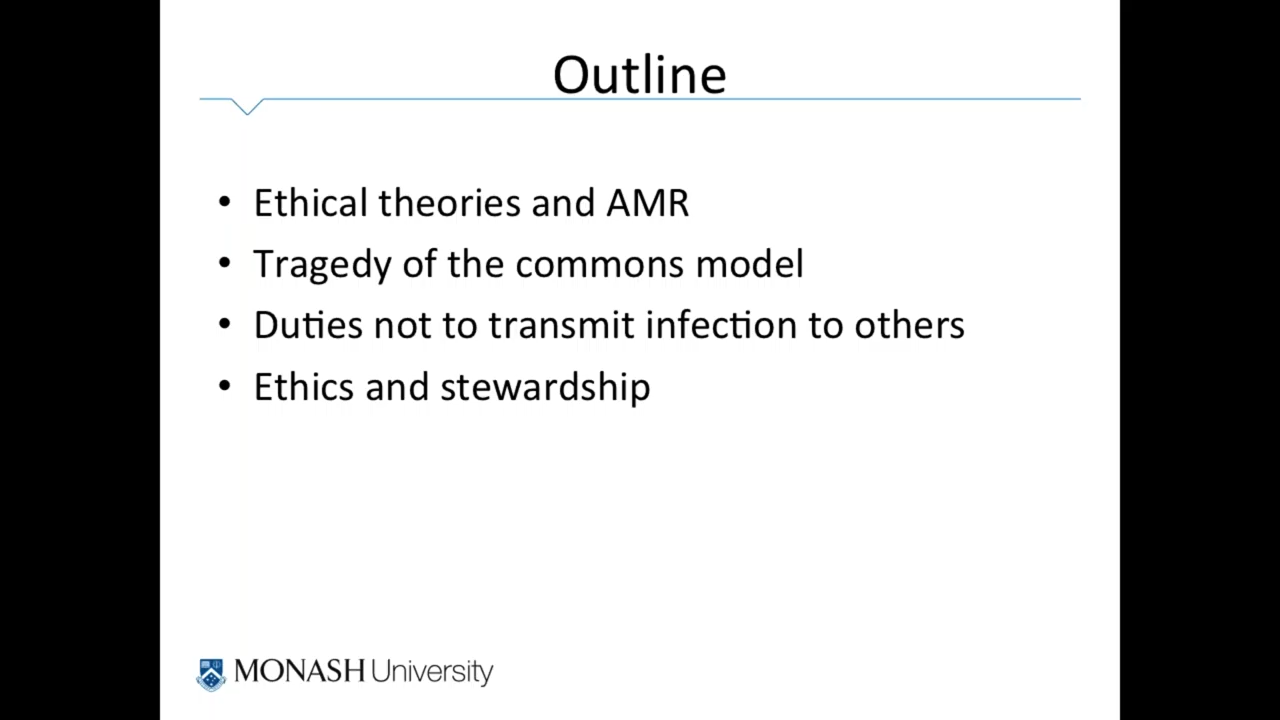 Outline
• Ethical theories and AMR
• Tragedy of the commons model
• Duties not to transmit infection to others
• Ethics and stewardship
MONASH University